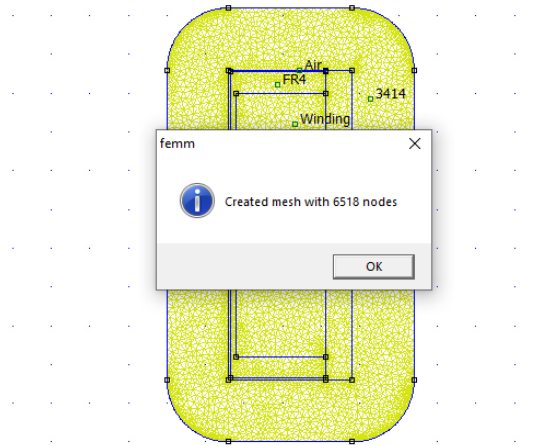 Air
FR4
3414
Winding
femm
Created mesh with 6518 nodes
OK